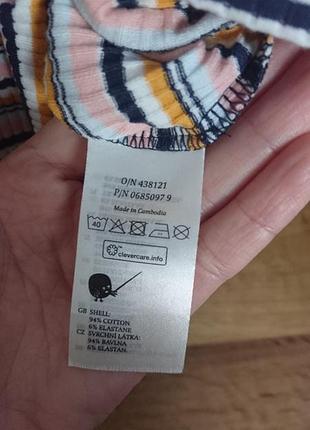 O/N 438121
P/N 0685097 9
Made in Cambodia
40
™ clevercare.info
GB SHELL:
94% COTTON
6% ELASTANE
CZ SVRCHNÍ LÁTKA:
94% BAVLNA
6% ELASTAN.